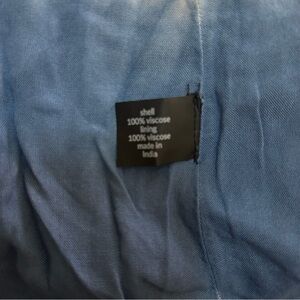 shell
100% viscose
lining
100% viscose
made in
India